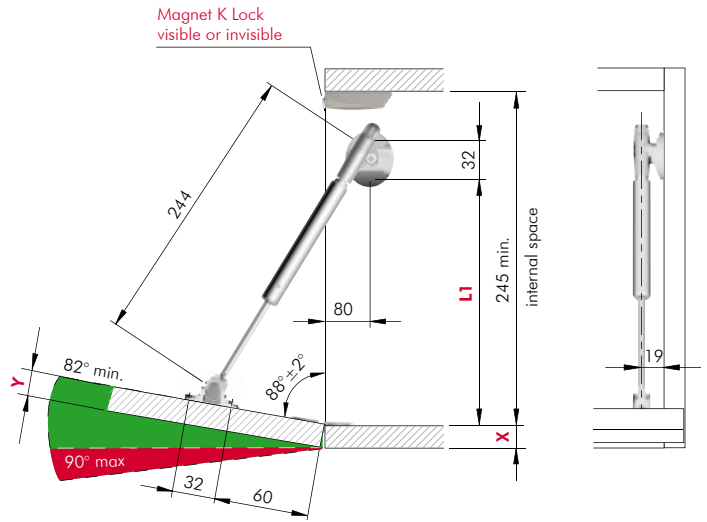 Magnet K Lock
visible or invisible
244
32
L1
245 min.
internal space
80
19
88°±2°
82° min.
Y
90° max
X
32
60